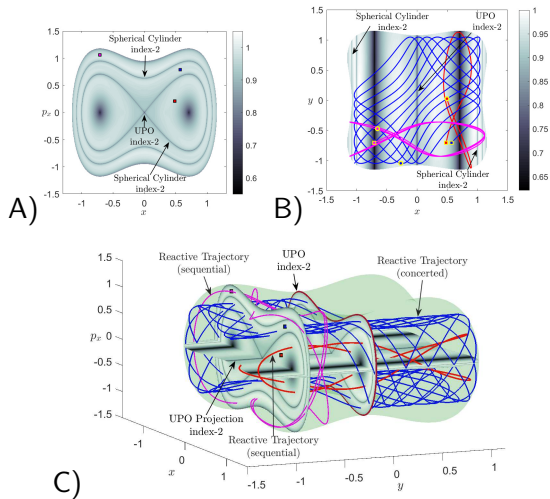 A)
Spherical Cylinder
index-2
UPO
index-2
Spherical Cylinder
index-2
1.5
1
0.5
0
-0.5
-1
-1.5
p_x
-1
-0.5
0
0.5
1
x
1
0.9
0.8
0.7
0.6
B)
Spherical Cylinder
index-2
UPO
index-2
Spherical Cylinder
index-2
1.5
1
0.5
0
-0.5
-1
-1.5
y
-1.5
-1
-0.5
0
0.5
1
1.5
x
1
0.95
0.9
0.85
0.8
0.75
0.7
0.65
C)
Reactive Trajectory
(sequential)
UPO
index-2
Reactive Trajectory
(concerted)
UPO Projection
index-2
Reactive Trajectory
(sequential)
1.5
1
0.5
0
-0.5
-1
-1.5
p_x
-1
0
1
x
-1.5
-1
-0.5
0
0.5
1
y